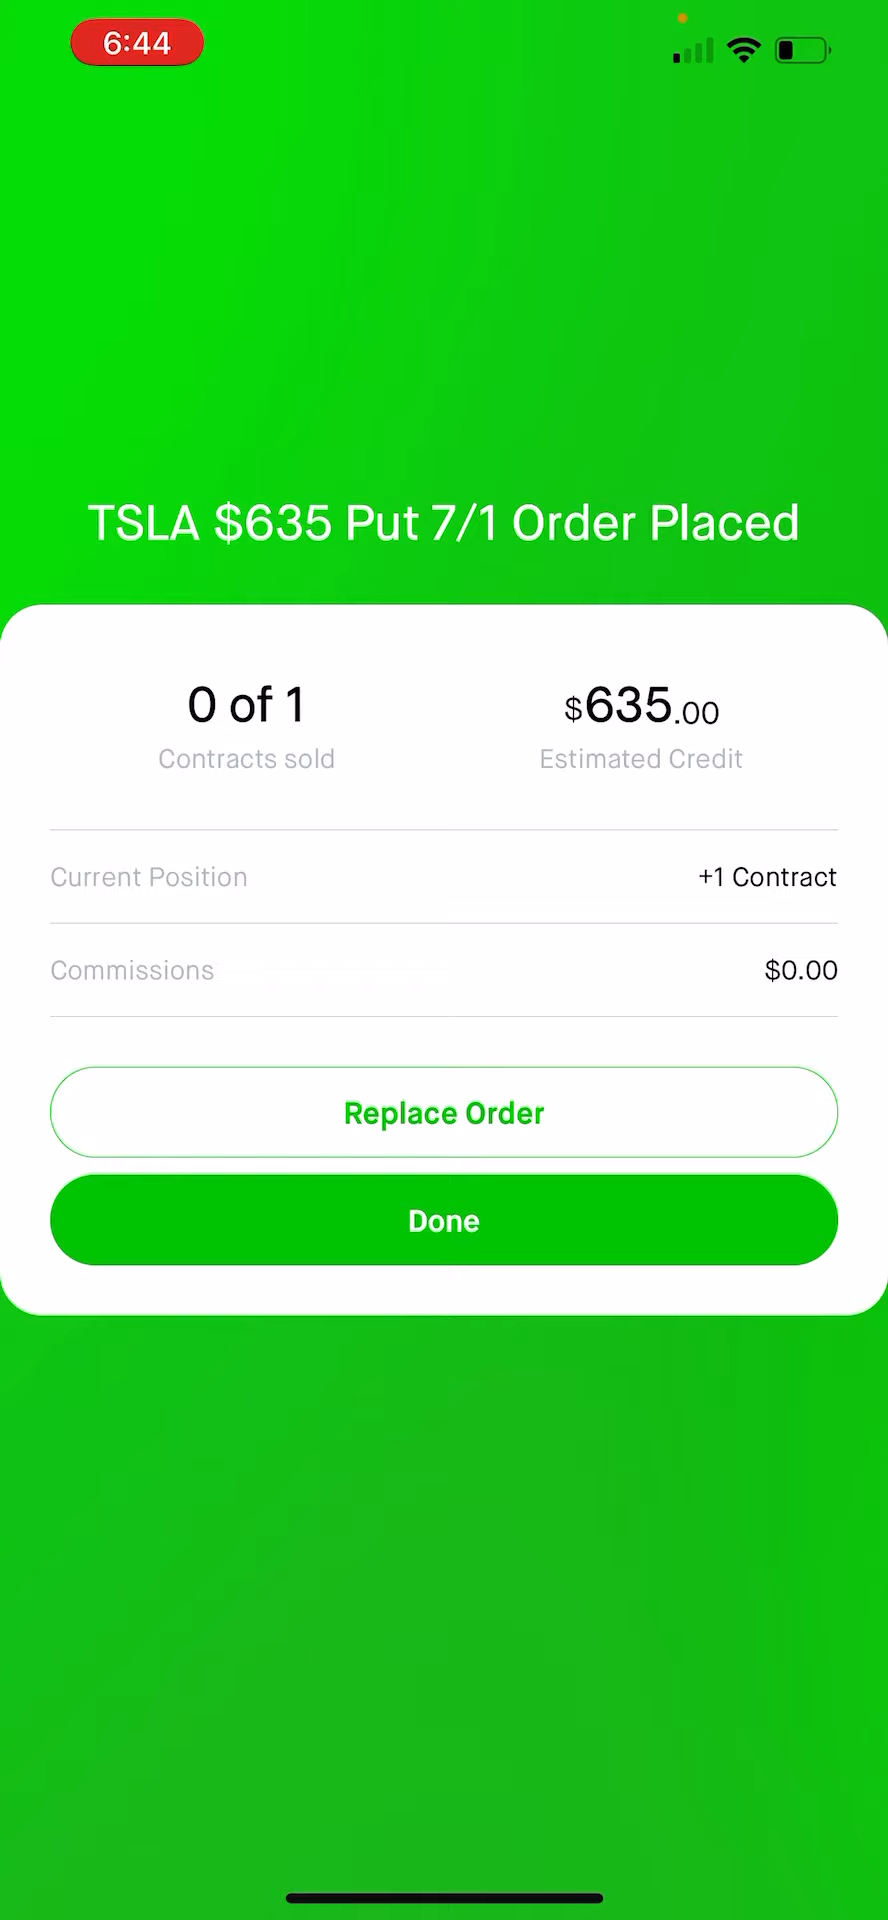 6:44
TSLA $635 Put 7/1 Order Placed
0 of 1
Contracts sold
$635.00
Estimated Credit
Current Position +1 Contract
Commissions $0.00
Replace Order
Done